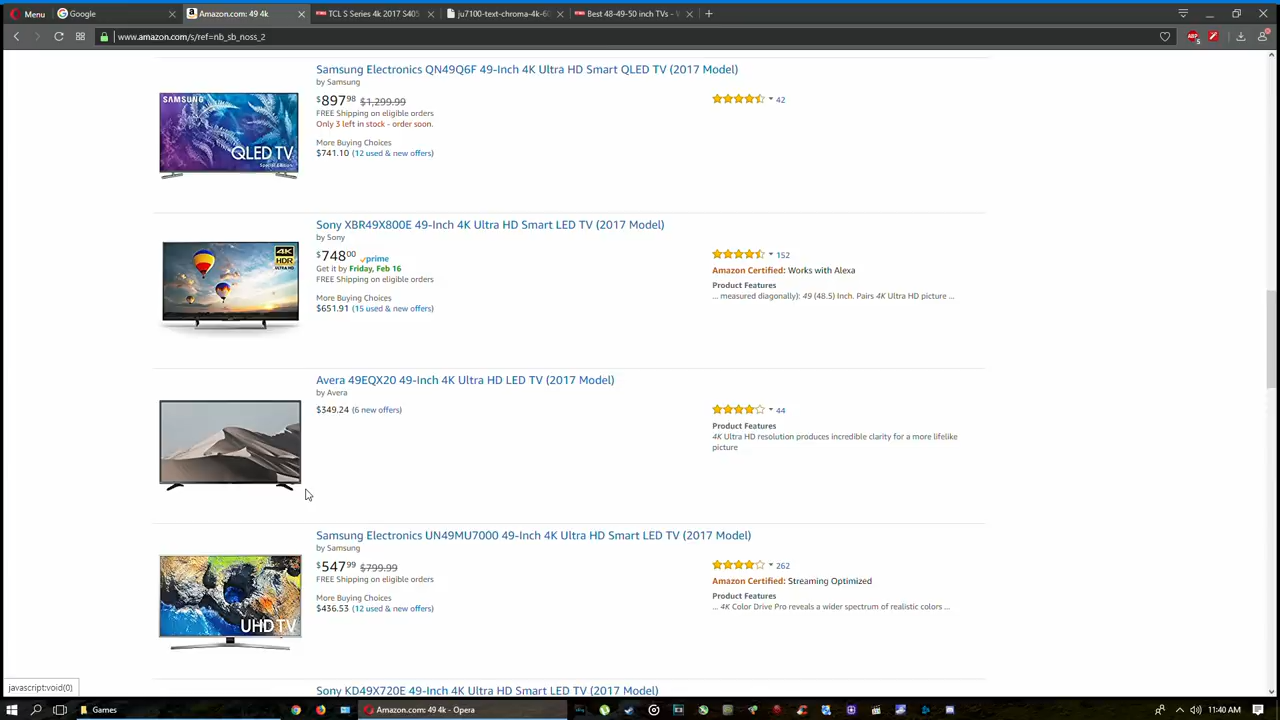 Menu
Google
Amazon.com: 49 4k
TCL S Series 4k 2017 S405
ju7100-text-chroma-4k-60
Best 48-49-50 inch TVs - W
www.amazon.com/s/ref=nb_sb_noss_2
Samsung Electronics QN49Q6F 49-Inch 4K Ultra HD Smart QLED TV (2017 Model)
by Samsung
SAMSUNG
QLED TV
$897 98 $1,299.99
FREE Shipping on eligible orders
Only 3 left in stock - order soon.
More Buying Choices
$741.10 (12 used & new offers)
42
Sony XBR49X800E 49-Inch 4K Ultra HD Smart LED TV (2017 Model)
by Sony
4K
HDR
ULTRA HD
$748 00 prime
Get it by Friday, Feb 16
FREE Shipping on eligible orders
More Buying Choices
$651.91 (15 used & new offers)
152
Amazon Certified: Works with Alexa
Product Features
... measured diagonally): 49 (48.5) Inch. Pairs 4K Ultra HD picture ...
Avera 49EQX20 49-Inch 4K Ultra HD LED TV (2017 Model)
by Avera
$349.24 (6 new offers)
44
Product Features
4K Ultra HD resolution produces incredible clarity for a more lifelike
picture
Samsung Electronics UN49MU7000 49-Inch 4K Ultra HD Smart LED TV (2017 Model)
by Samsung
UHD TV
$547 99 $799.99
FREE Shipping on eligible orders
More Buying Choices
$436.53 (12 used & new offers)
262
Amazon Certified: Streaming Optimized
Product Features
... 4K Color Drive Pro reveals a wider spectrum of realistic colors ...
Sony KD49X720E 49-Inch 4K Ultra HD Smart LED TV (2017 Model)
javascript:void(0)
Games
Amazon.com: 49 4k - Opera
11:40 AM